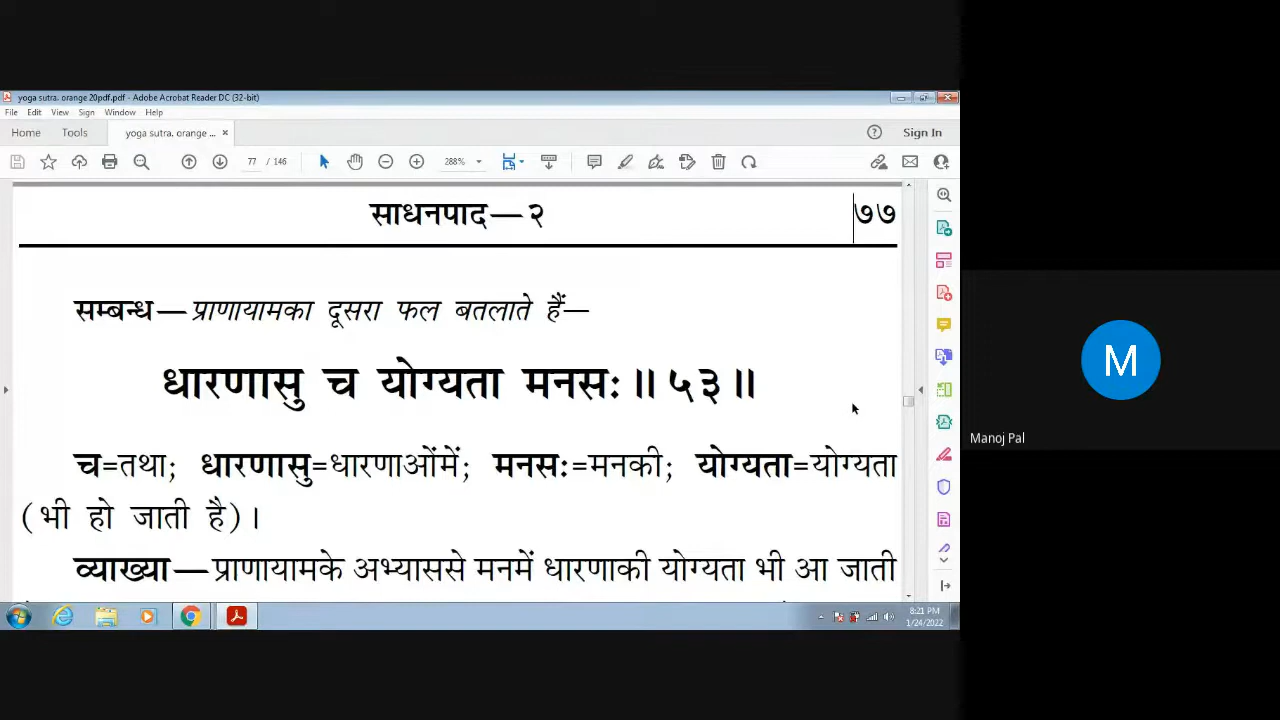 yoga sutra. orange 20pdf.pdf - Adobe Acrobat Reader DC (32-bit)
File Edit View Sign Window Help
Home Tools yoga sutra. orange ... × Sign In
77 / 146 288%
साधनपाद—२ ७७
सम्बन्ध—प्राणायामका दूसरा फल बतलाते हैं—
धारणासु च योग्यता मनसः॥५३॥
च=तथा; धारणासु=धारणाओंमें; मनसः=मनकी; योग्यता=योग्यता
(भी हो जाती है)।
व्याख्या—प्राणायामके अभ्याससे मनमें धारणाकी योग्यता भी आ जाती
M
Manoj Pal
8:21 PM
1/24/2022